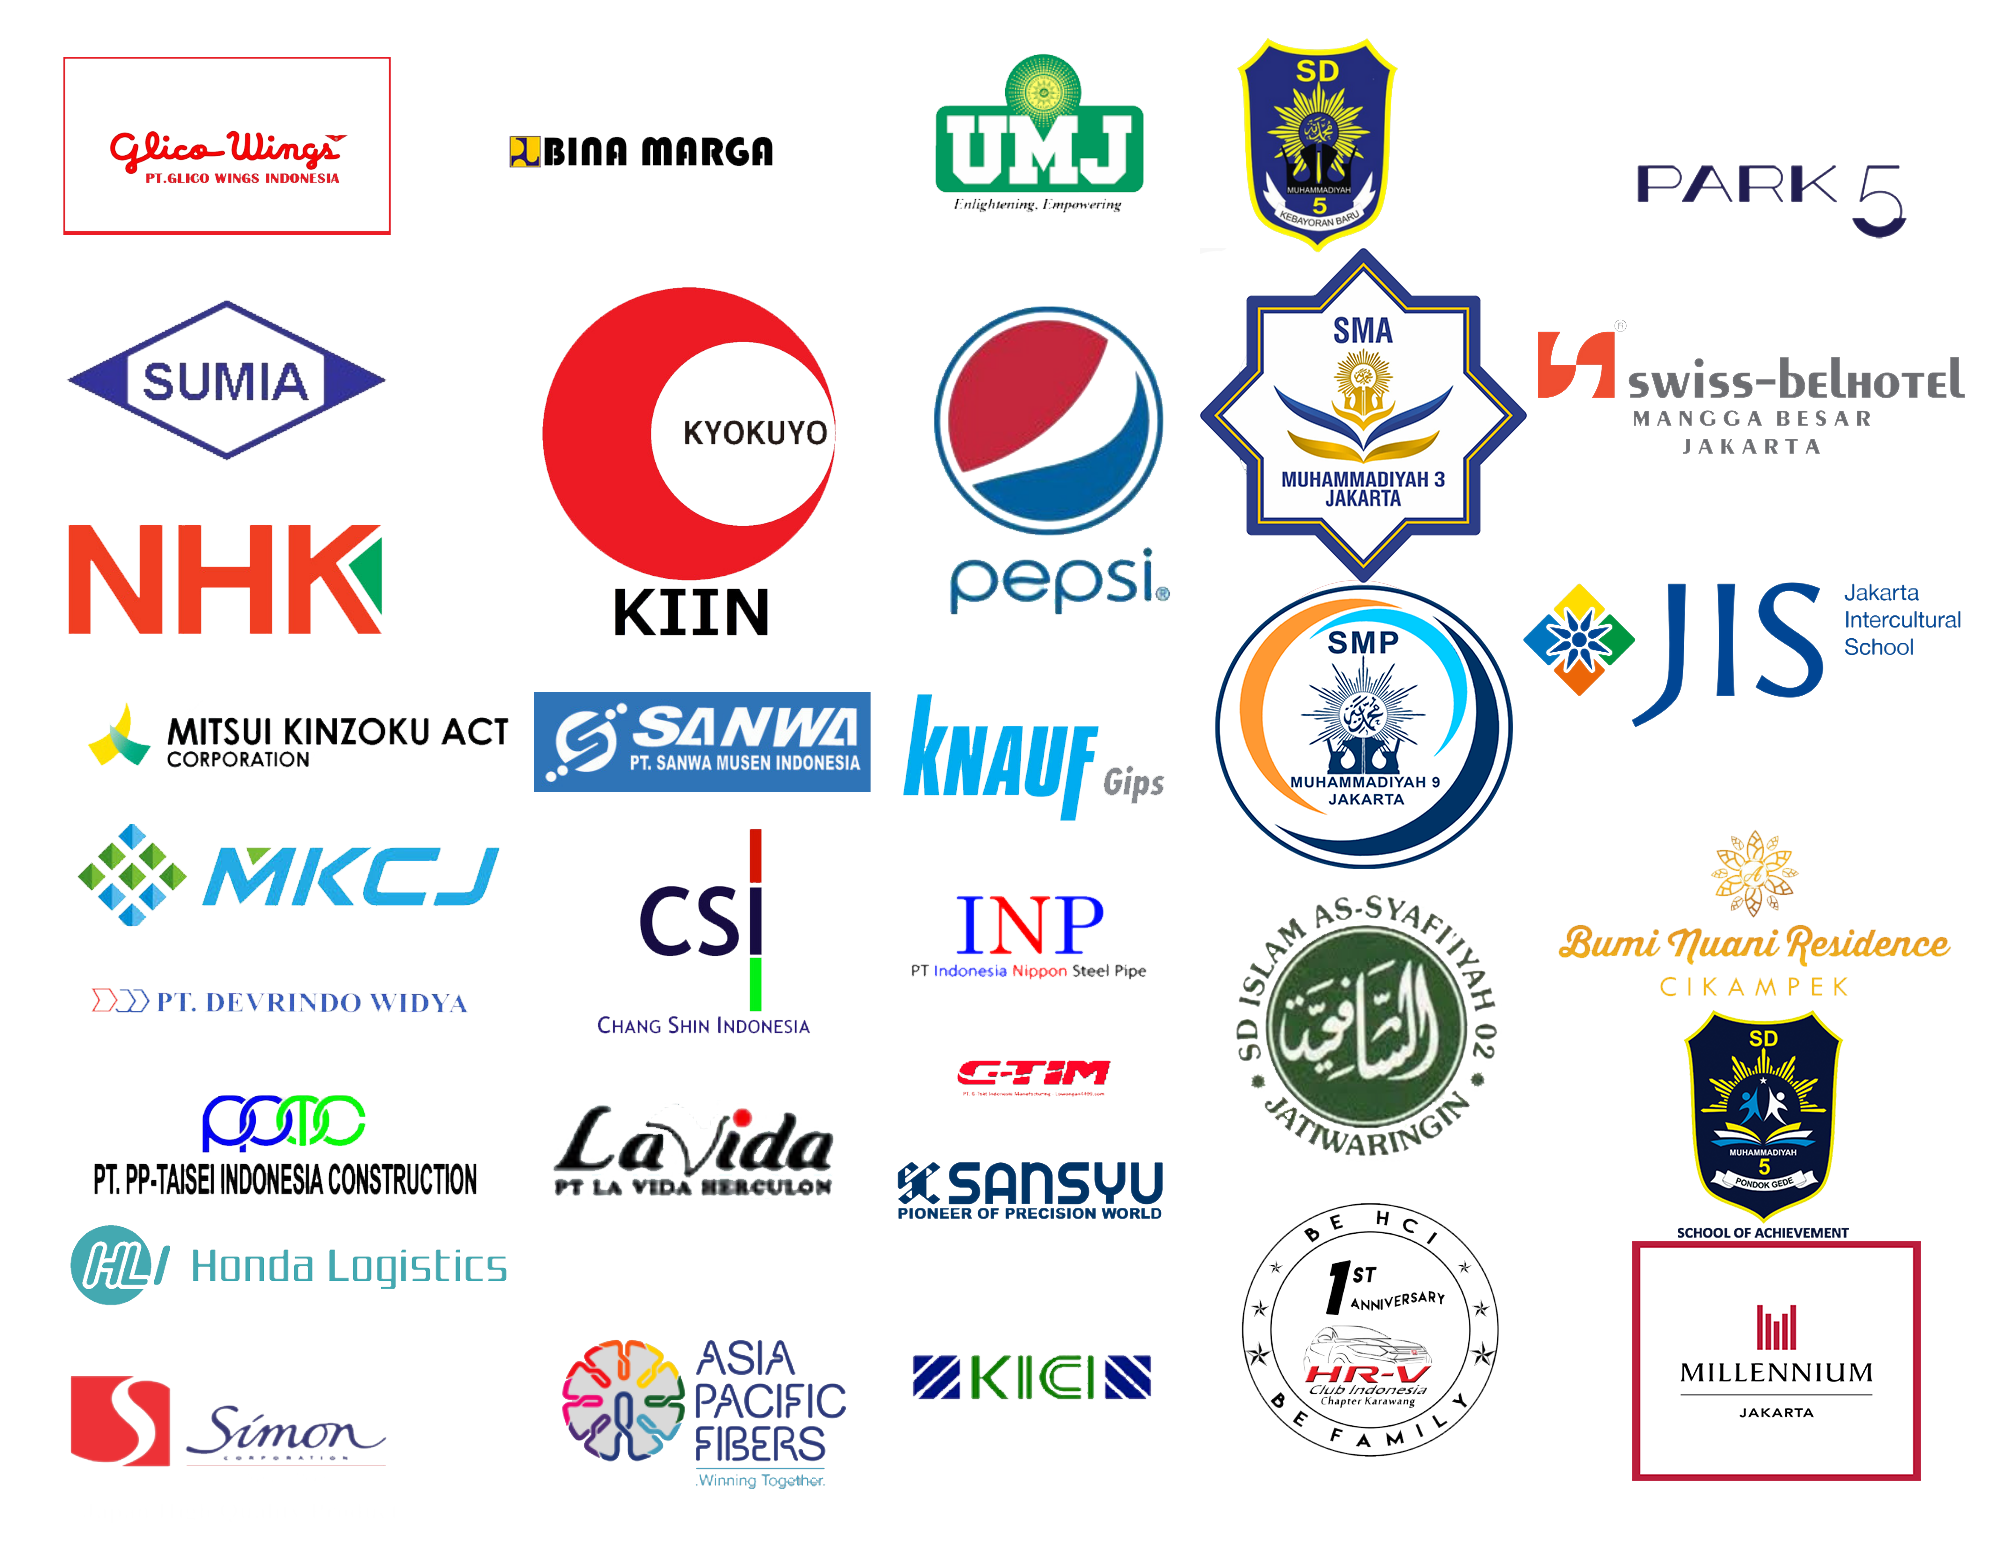 Glico Wings
PT.GLICO WINGS INDONESIA
SUMIA
NHK
MITSUI KINZOKU ACT
CORPORATION
MKCJ
PT. DEVRINDO WIDYA
PPTIC
PT. PP-TAISEI INDONESIA CONSTRUCTION
HLI Honda Logistics
Simon
CORPORATION
BINA MARGA
KYOKUYO
KIIN
SANWA
PT. SANWA MUSEN INDONESIA
CSI
CHANG SHIN INDONESIA
La Vida
PT LA VIDA HERCULON
ASIA
PACIFIC
FIBERS
Winning Together.
UMJ
Enlightening. Empowering
pepsi®
KNAUF Gips
INP
PT Indonesia Nippon Steel Pipe
G-TIM
SANSYU
PIONEER OF PRECISION WORLD
KICI
SD
محمدية
MUHAMMADIYAH
5
KEBAYORAN BARU
SMA
MUHAMMADIYAH 3
JAKARTA
SMP
محمدية
MUHAMMADIYAH 9
JAKARTA
SD ISLAM AS-SYAFI'IYAH 02
الشافعية
JATIWARINGIN
BE HCI
1ST
ANNIVERSARY
HR-V
Club Indonesia
Chapter Karawang
BE FAMILY
PARK 5
swiss-belHOTEL
MANGGA BESAR
JAKARTA
JIS
Jakarta
Intercultural
School
A
Bumi Nuani Residence
CIKAMPEK
SD
MUHAMMADIYAH
5
PONDOK GEDE
SCHOOL OF ACHIEVEMENT
MILLENNIUM
JAKARTA